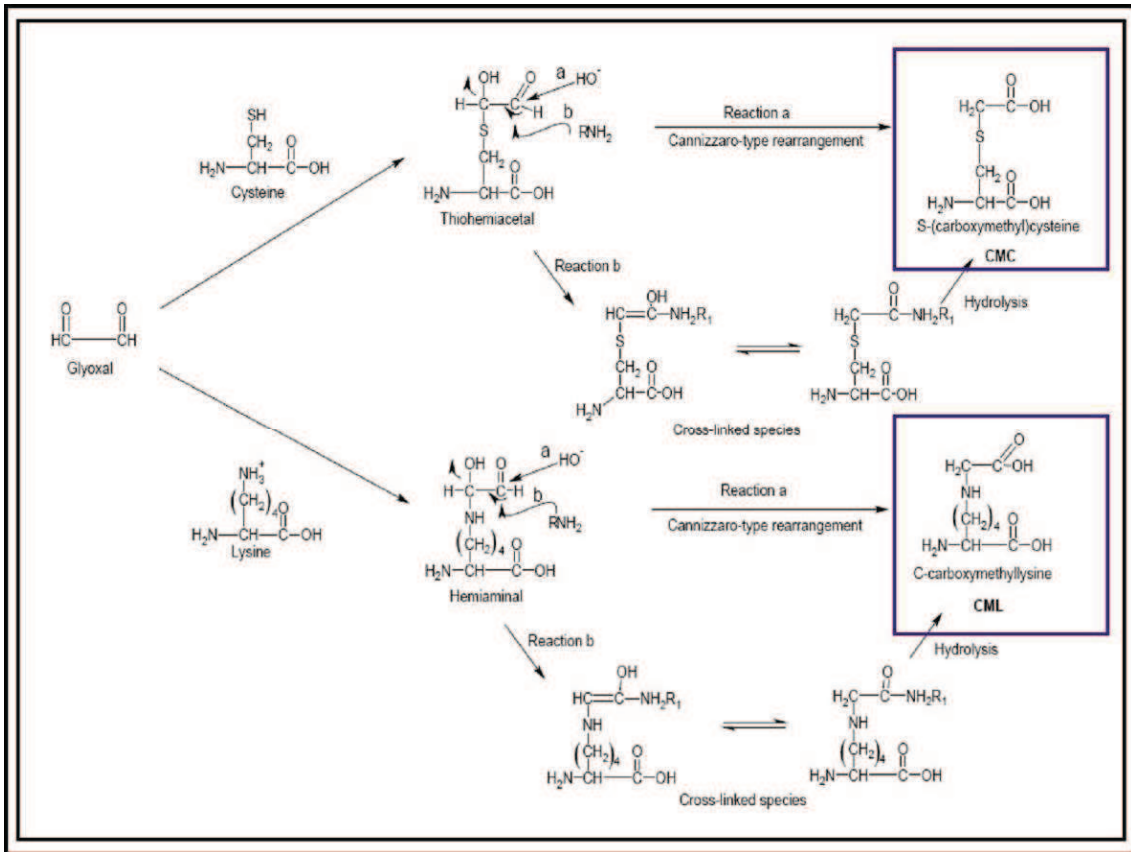 OH
O
a
HO⁻
H
C
C
H
b
RNH₂
S
CH₂
O
H₂N
CH
C-OH
Thiohemiacetal
SH
CH₂
O
H₂N
CH
C
OH
Cysteine
Reaction a
Cannizzaro-type rearrangement
O
H₂C
C
OH
S
CH₂
O
H₂N
CH
C
OH
S-(carboxymethyl)cysteine
CMC
Reaction b
Hydrolysis
O
O
HC
CH
Glyoxal
OH
HC
C
NH₂R₁
S
CH₂
O
CH
C-OH
H₂N
O
H₂C
C
NH₂R₁
S
CH₂
O
H₂N
CH
C-OH
Cross-linked species
NH₃⁺
(CH₂)₄
O
H₂N
CH
C
OH
Lysine
OH
O
a
HO⁻
H
C
C
H
b
RNH₂
NH
(CH₂)₄
O
H₂N
CH
C
OH
Hemiaminal
Reaction a
Cannizzaro-type rearrangement
O
H₂C
C
OH
NH
(CH₂)₄
O
H₂N
CH
C
OH
C-carboxymethyllysine
CML
Reaction b
Hydrolysis
OH
HC
C
NH₂R₁
NH
(CH₂)₄
O
H₂N
CH
C
OH
O
H₂C
C
NH₂R₁
NH
(CH₂)₄
O
H₂N
CH
C
OH
Cross-linked species